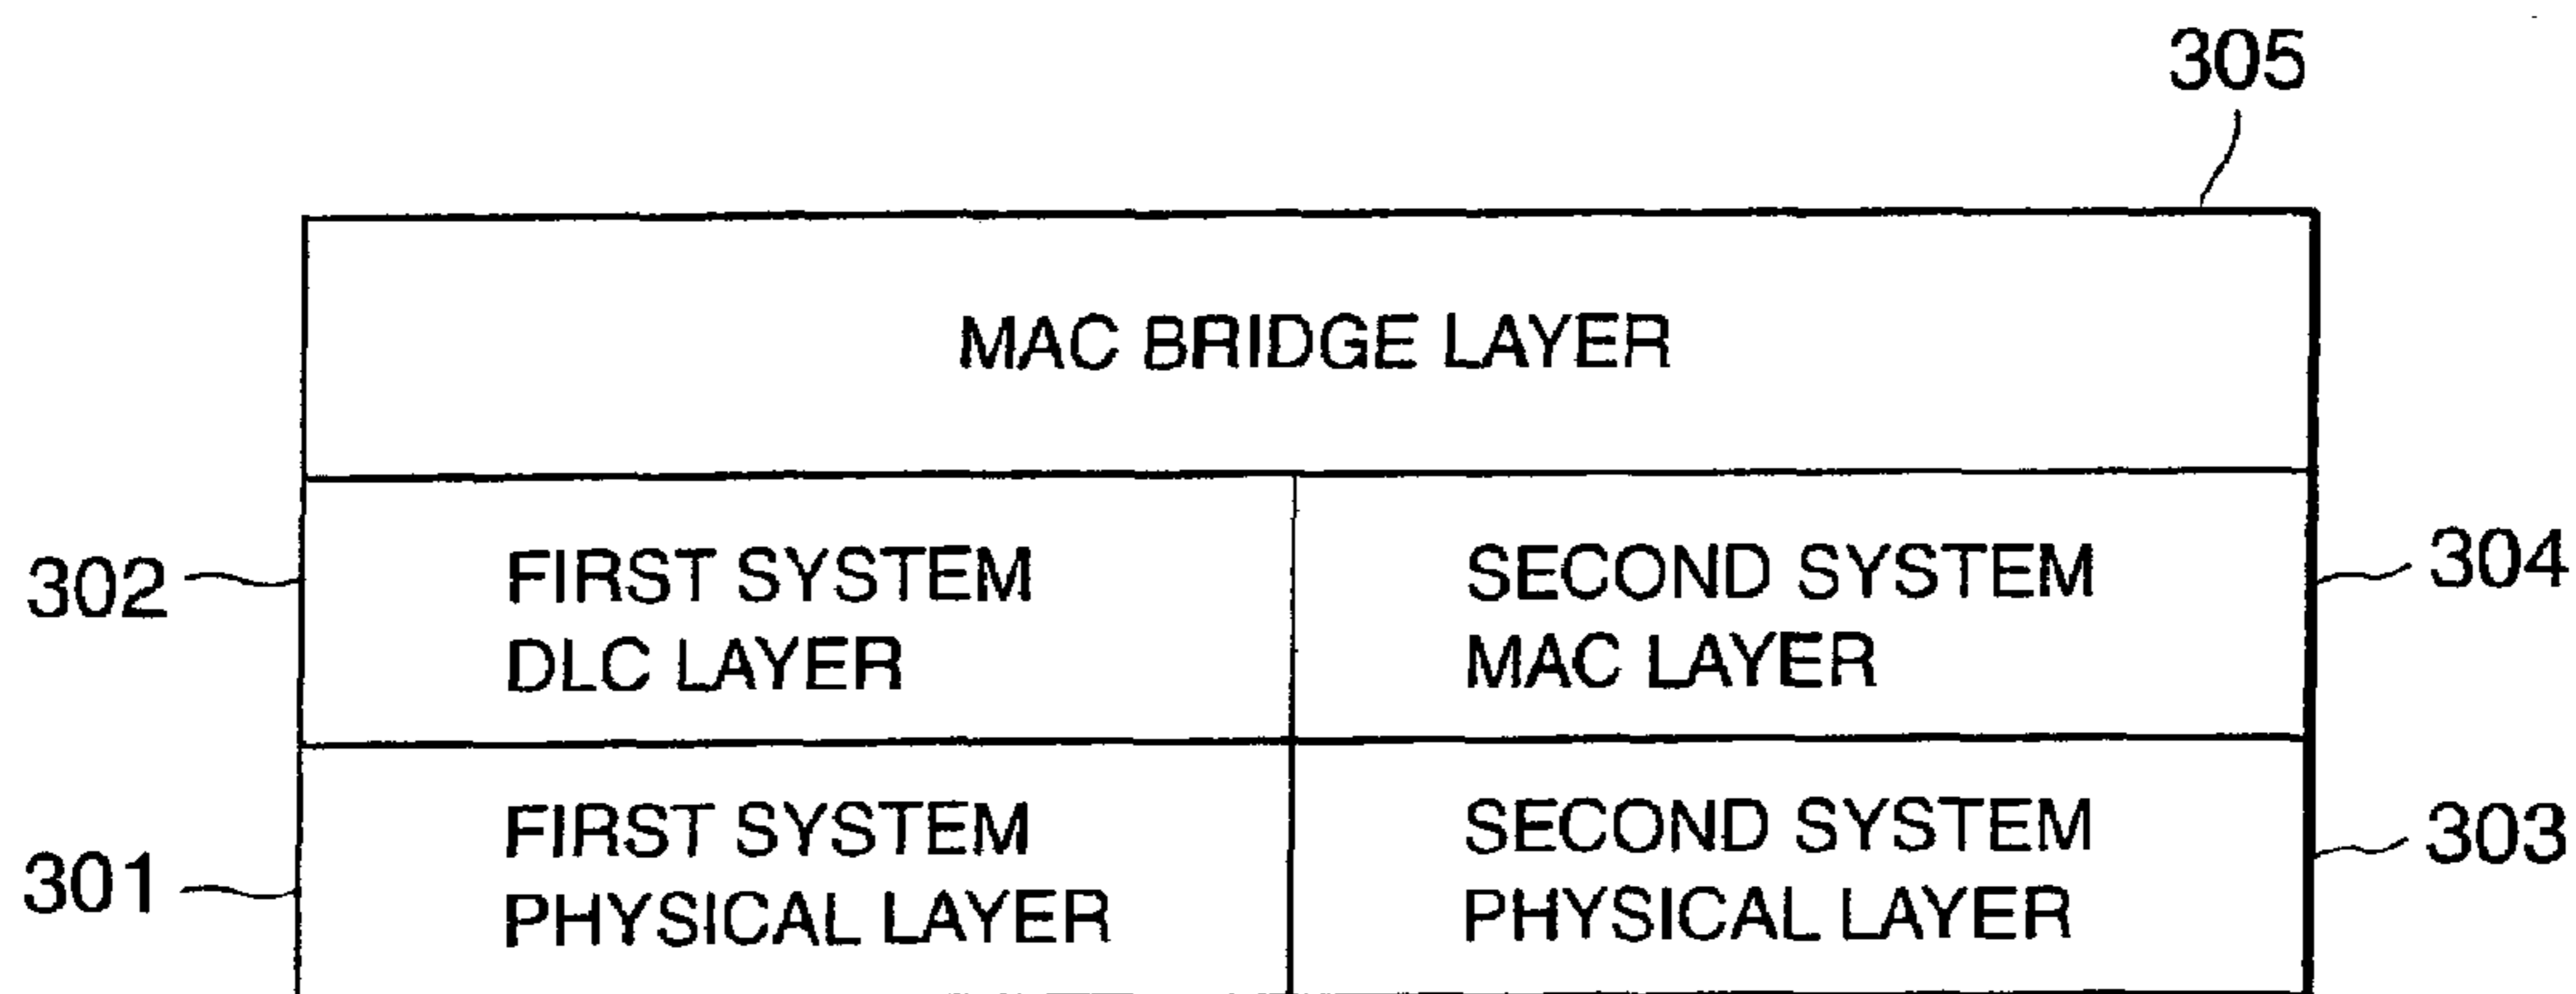 305
MAC BRIDGE LAYER
302
FIRST SYSTEM
DLC LAYER
SECOND SYSTEM
MAC LAYER
304
301
FIRST SYSTEM
PHYSICAL LAYER
SECOND SYSTEM
PHYSICAL LAYER
303